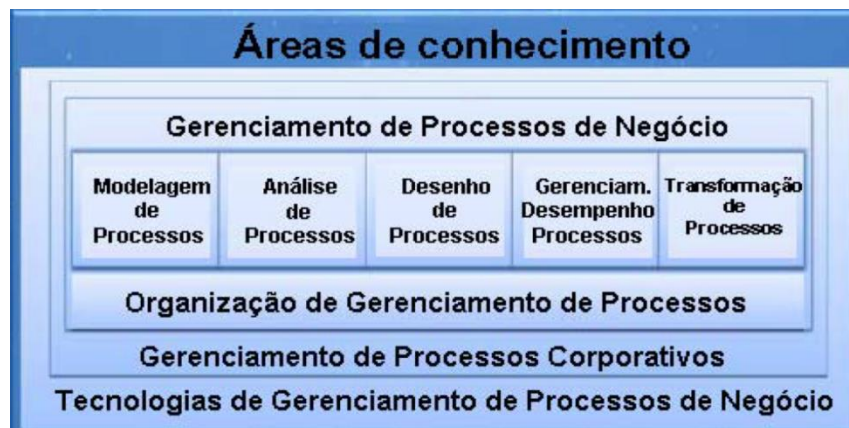 Áreas de conhecimento
Gerenciamento de Processos de Negócio
Modelagem
de
Processos
Análise
de
Processos
Desenho
de
Processos
Gerenciam.
Desempenho
Processos
Transformação
de
Processos
Organização de Gerenciamento de Processos
Gerenciamento de Processos Corporativos
Tecnologias de Gerenciamento de Processos de Negócio